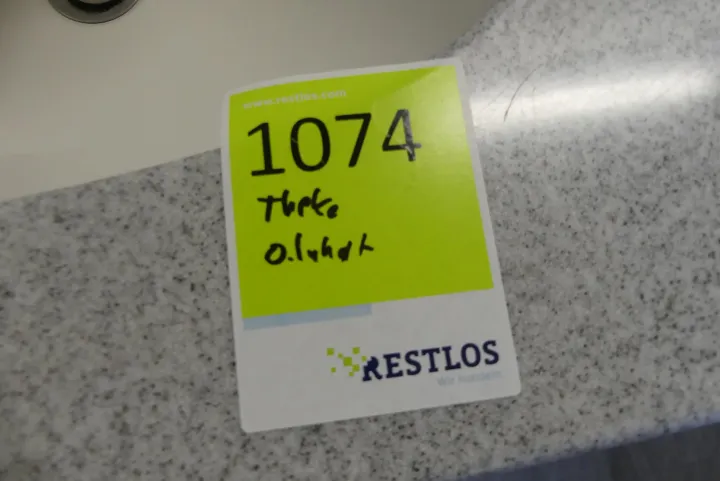 www.restlos.com
1074
Theke
o. Inhalt
RESTLOS